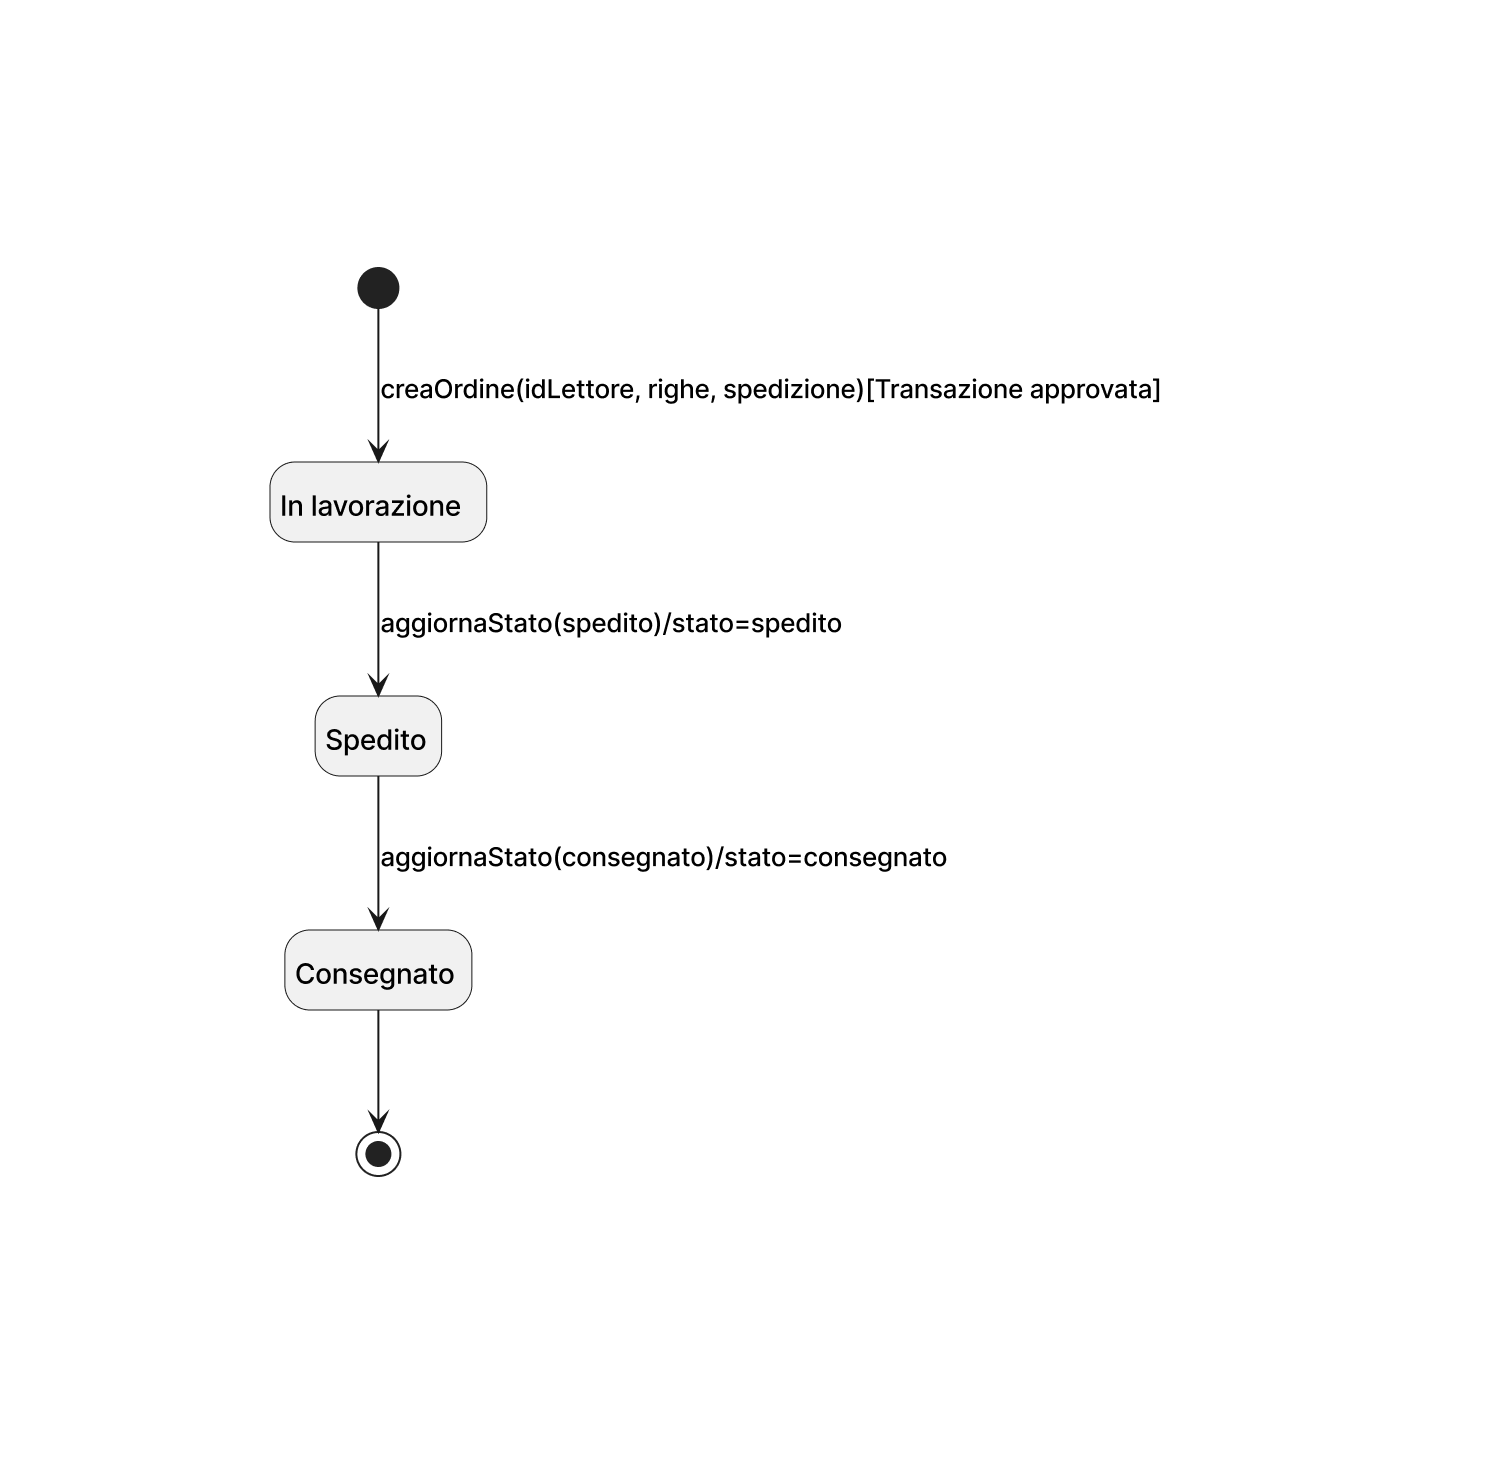 creaOrdine(idLettore, righe, spedizione)[Transazione approvata]
In lavorazione
aggiornaStato(spedito)/stato=spedito
Spedito
aggiornaStato(consegnato)/stato=consegnato
Consegnato